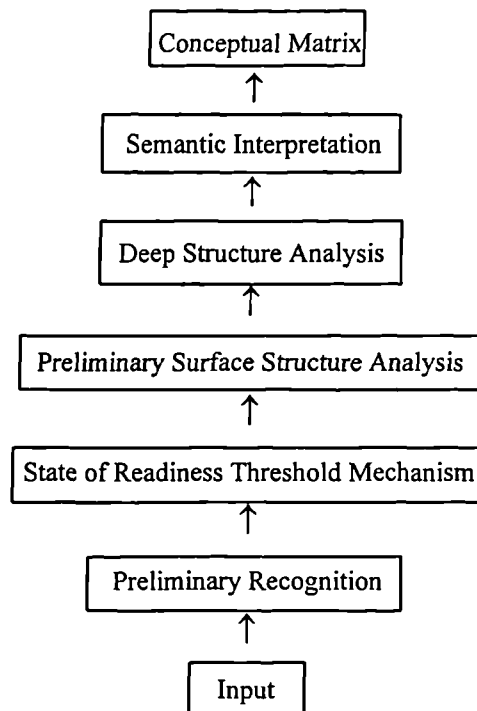 Conceptual Matrix
Semantic Interpretation
Deep Structure Analysis
Preliminary Surface Structure Analysis
State of Readiness Threshold Mechanism
Preliminary Recognition
Input